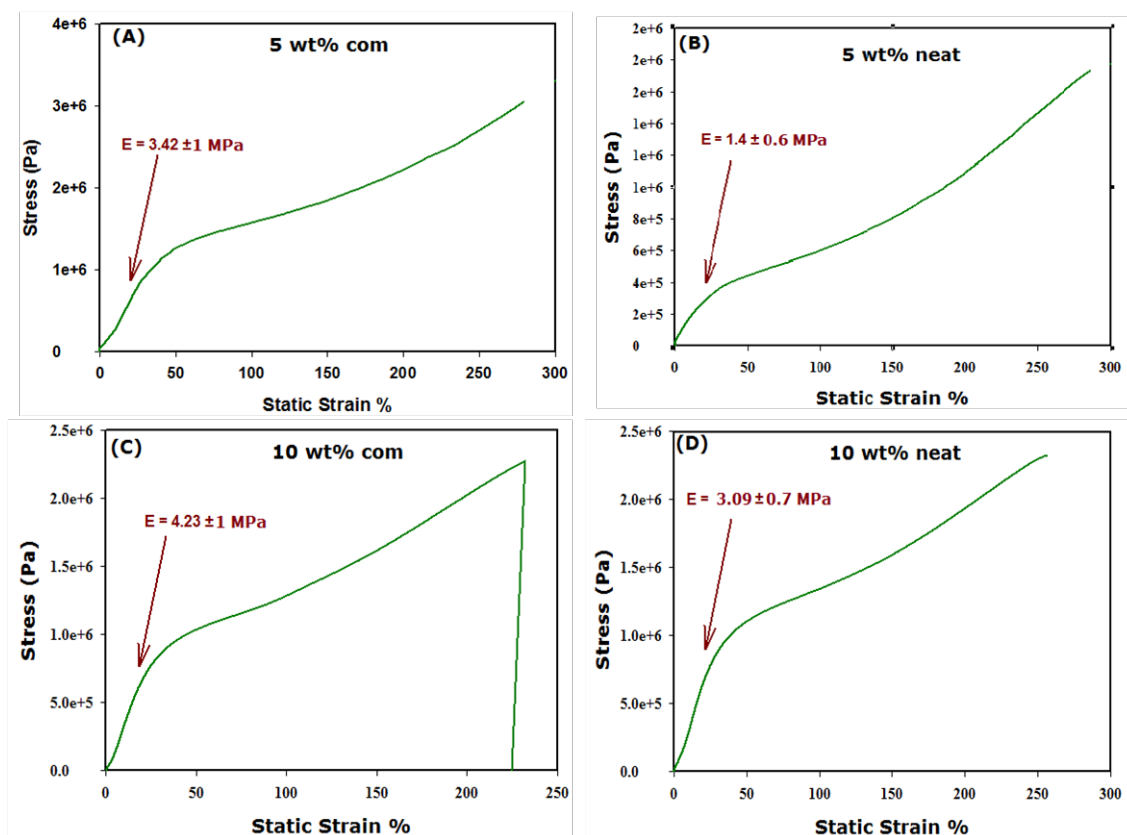 (A)
5 wt% com
4e+6
3e+6
2e+6
1e+6
0
Stress (Pa)
E = 3.42 ±1 MPa
0 50 100 150 200 250 300
Static Strain %
(B)
5 wt% neat
2e+6
2e+6
2e+6
1e+6
1e+6
1e+6
8e+5
6e+5
4e+5
2e+5
0
Stress (Pa)
E = 1.4 ± 0.6 MPa
0 50 100 150 200 250 300
Static Strain %
(C)
10 wt% com
2.5e+6
2.0e+6
1.5e+6
1.0e+6
5.0e+5
0.0
Stress (Pa)
E = 4.23 ±1 MPa
0 50 100 150 200 250
Static Strain %
(D)
10 wt% neat
2.5e+6
2.0e+6
1.5e+6
1.0e+6
5.0e+5
0.0
Stress (Pa)
E = 3.09 ± 0.7 MPa
0 50 100 150 200 250 300
Static Strain %